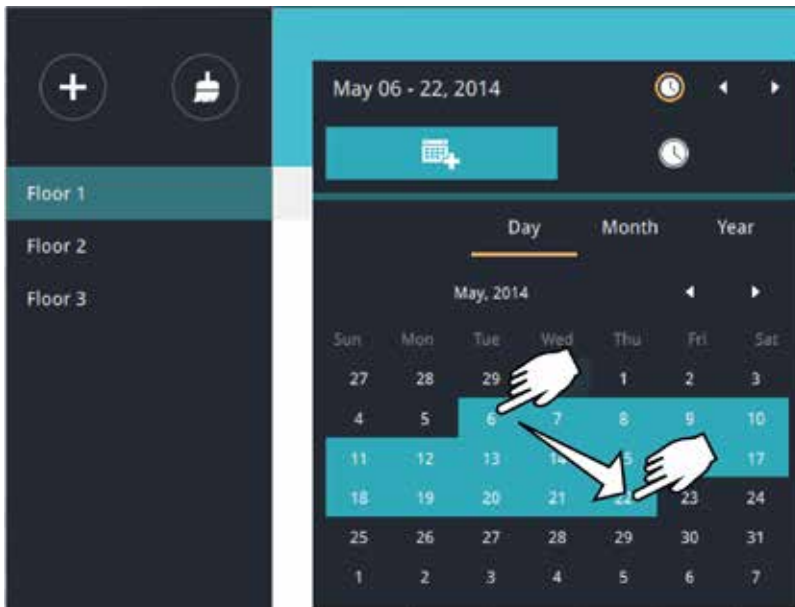 May 06 - 22, 2014
Floor 1
Floor 2
Floor 3
Day Month Year
May, 2014
Sun Mon Tue Wed Thu Fri Sat
27 28 29 1 2 3
4 5 6 7 8 9 10
11 12 13 17
18 19 20 21 22 23 24
25 26 27 28 29 30 31
1 2 3 4 5 6 7